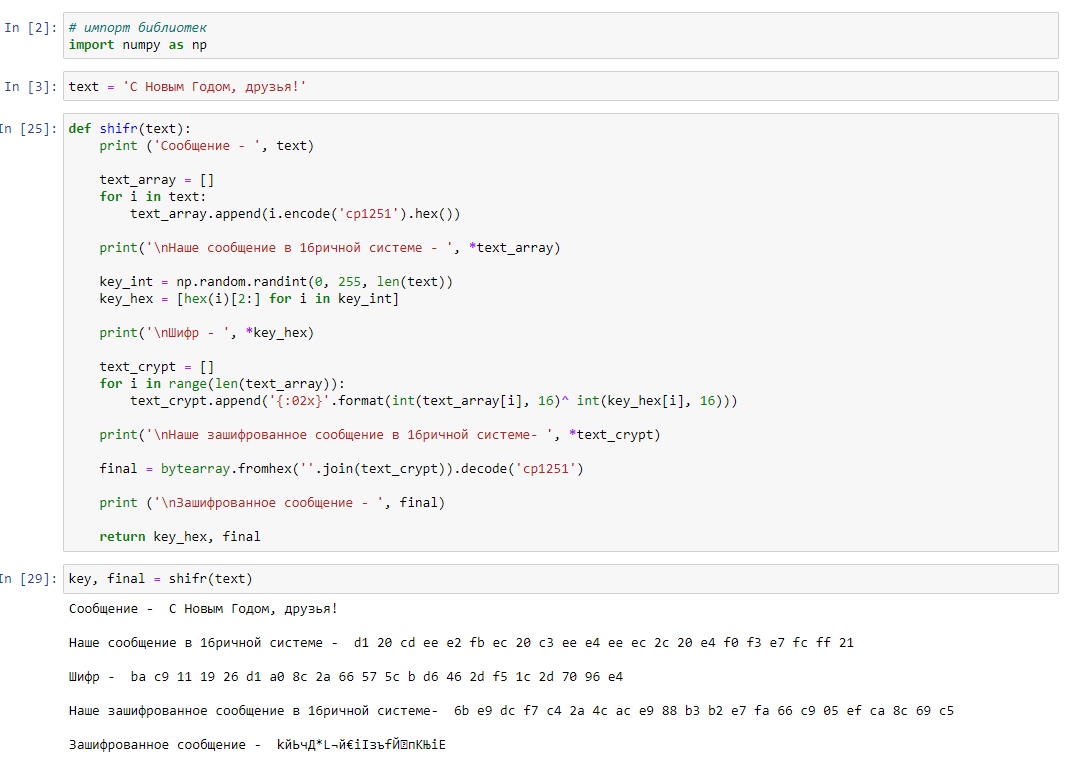 In [2]: # импорт библиотек
import numpy as np
In [3]: text = 'С Новым Годом, друзья!'
In [25]: def shifr(text):
    print ('Сообщение - ', text)
    text_array = []
    for i in text:
        text_array.append(i.encode('cp1251').hex())
    print('\nНаше сообщение в 16ричной системе - ', *text_array)
    key_int = np.random.randint(0, 255, len(text))
    key_hex = [hex(i)[2:] for i in key_int]
    print('\nШифр - ', *key_hex)
    text_crypt = []
    for i in range(len(text_array)):
        text_crypt.append('{:02x}'.format(int(text_array[i], 16)^ int(key_hex[i], 16)))
    print('\nНаше зашифрованное сообщение в 16ричной системе- ', *text_crypt)
    final = bytearray.fromhex(''.join(text_crypt)).decode('cp1251')
    print ('\nЗашифрованное сообщение - ', final)
    return key_hex, final
In [29]: key, final = shifr(text)
Сообщение -  С Новым Годом, друзья!
Наше сообщение в 16ричной системе -  d1 20 cd ee e2 fb ec 20 c3 ee e4 ee ec 2c 20 e4 f0 f3 e7 fc ff 21
Шифр -  ba c9 11 19 26 d1 a0 8c 2a 66 57 5c b d6 46 2d f5 1c 2d 70 96 e4
Наше зашифрованное сообщение в 16ричной системе-  6b e9 dc f7 c4 2a 4c ac e9 88 b3 b2 e7 fa 66 c9 05 ef ca 8c 69 c5
Зашифрованное сообщение -  kйЬчД*L¬й€іІзъfЙпКЊiЕ